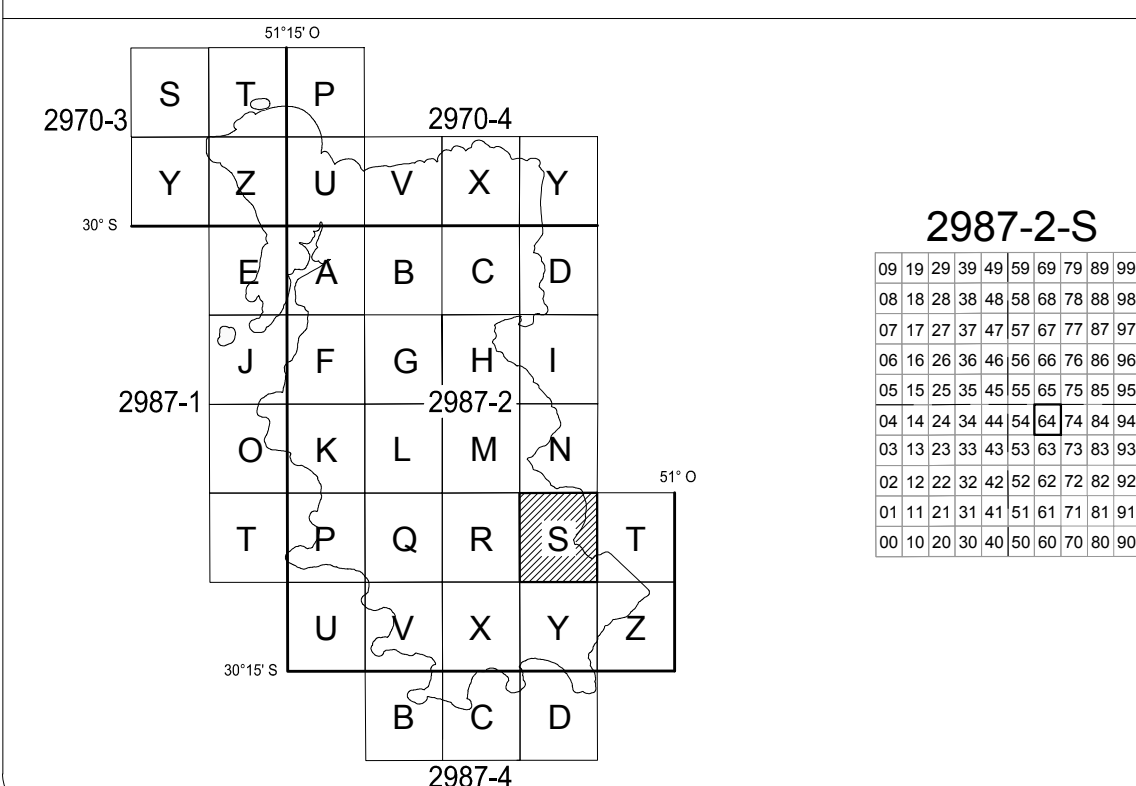 51°15' O
S T P
2970-3 2970-4
Y Z U V X Y
30° S
E A B C D
J F G H I
2987-1 2987-2
O K L M N
51° O
T P Q R S T
U V X Y Z
30°15' S
B C D
2987-4
2987-2-S
09 19 29 39 49 59 69 79 89 99
08 18 28 38 48 58 68 78 88 98
07 17 27 37 47 57 67 77 87 97
06 16 26 36 46 56 66 76 86 96
05 15 25 35 45 55 65 75 85 95
04 14 24 34 44 54 64 74 84 94
03 13 23 33 43 53 63 73 83 93
02 12 22 32 42 52 62 72 82 92
01 11 21 31 41 51 61 71 81 91
00 10 20 30 40 50 60 70 80 90